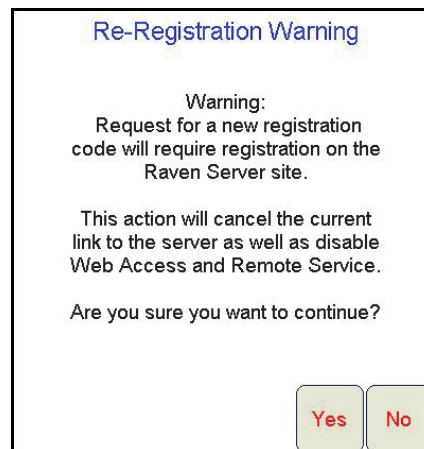 Re-Registration Warning
Warning:
Request for a new registration
code will require registration on the
Raven Server site.
This action will cancel the current
link to the server as well as disable
Web Access and Remote Service.
Are you sure you want to continue?
Yes No